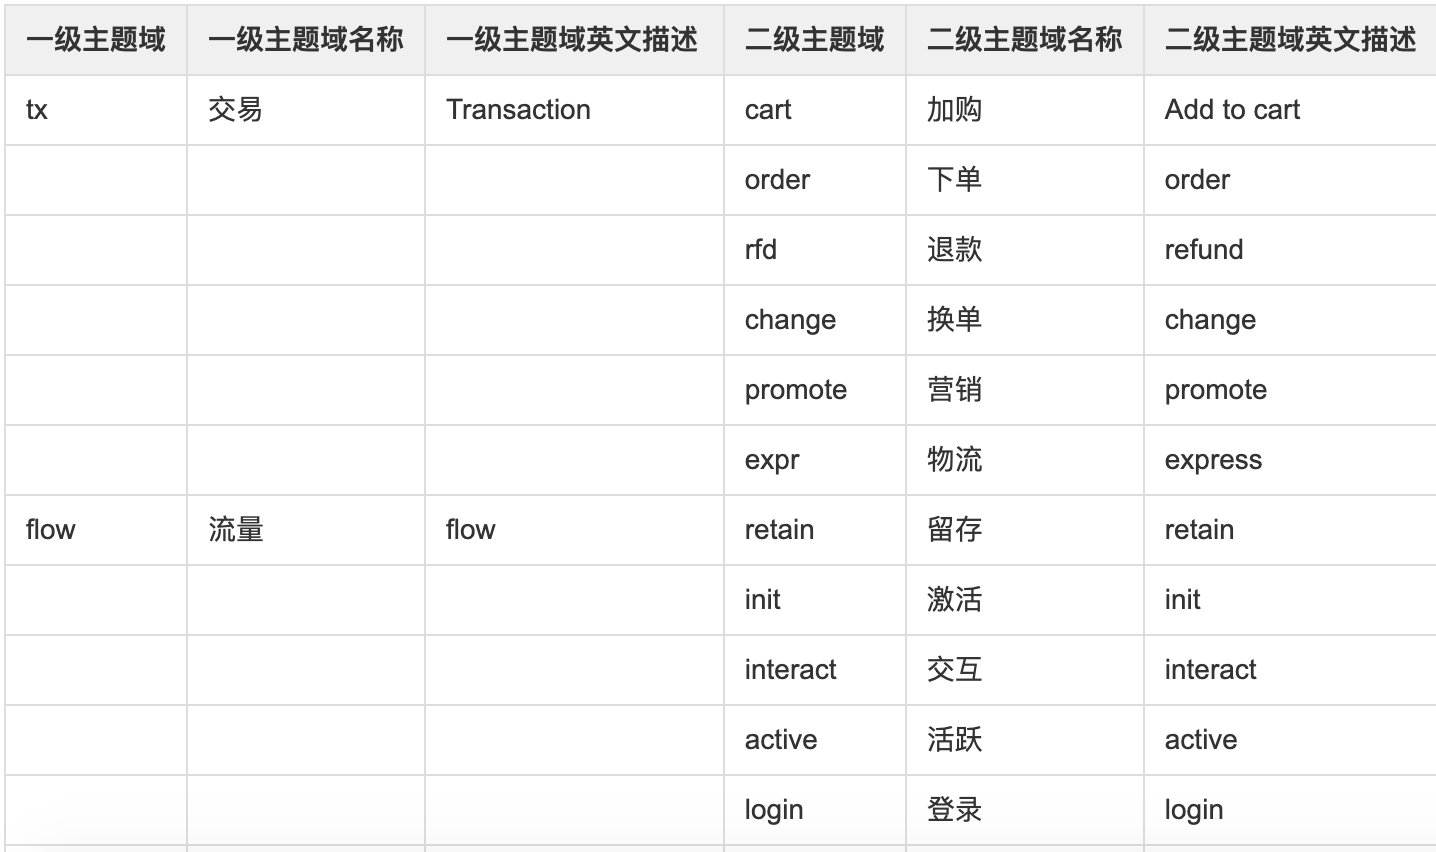 一级主题域 一级主题域名称 一级主题域英文描述 二级主题域 二级主题域名称 二级主题域英文描述
tx 交易 Transaction cart 加购 Add to cart
order 下单 order
rfd 退款 refund
change 换单 change
promote 营销 promote
expr 物流 express
flow 流量 flow retain 留存 retain
init 激活 init
interact 交互 interact
active 活跃 active
login 登录 login